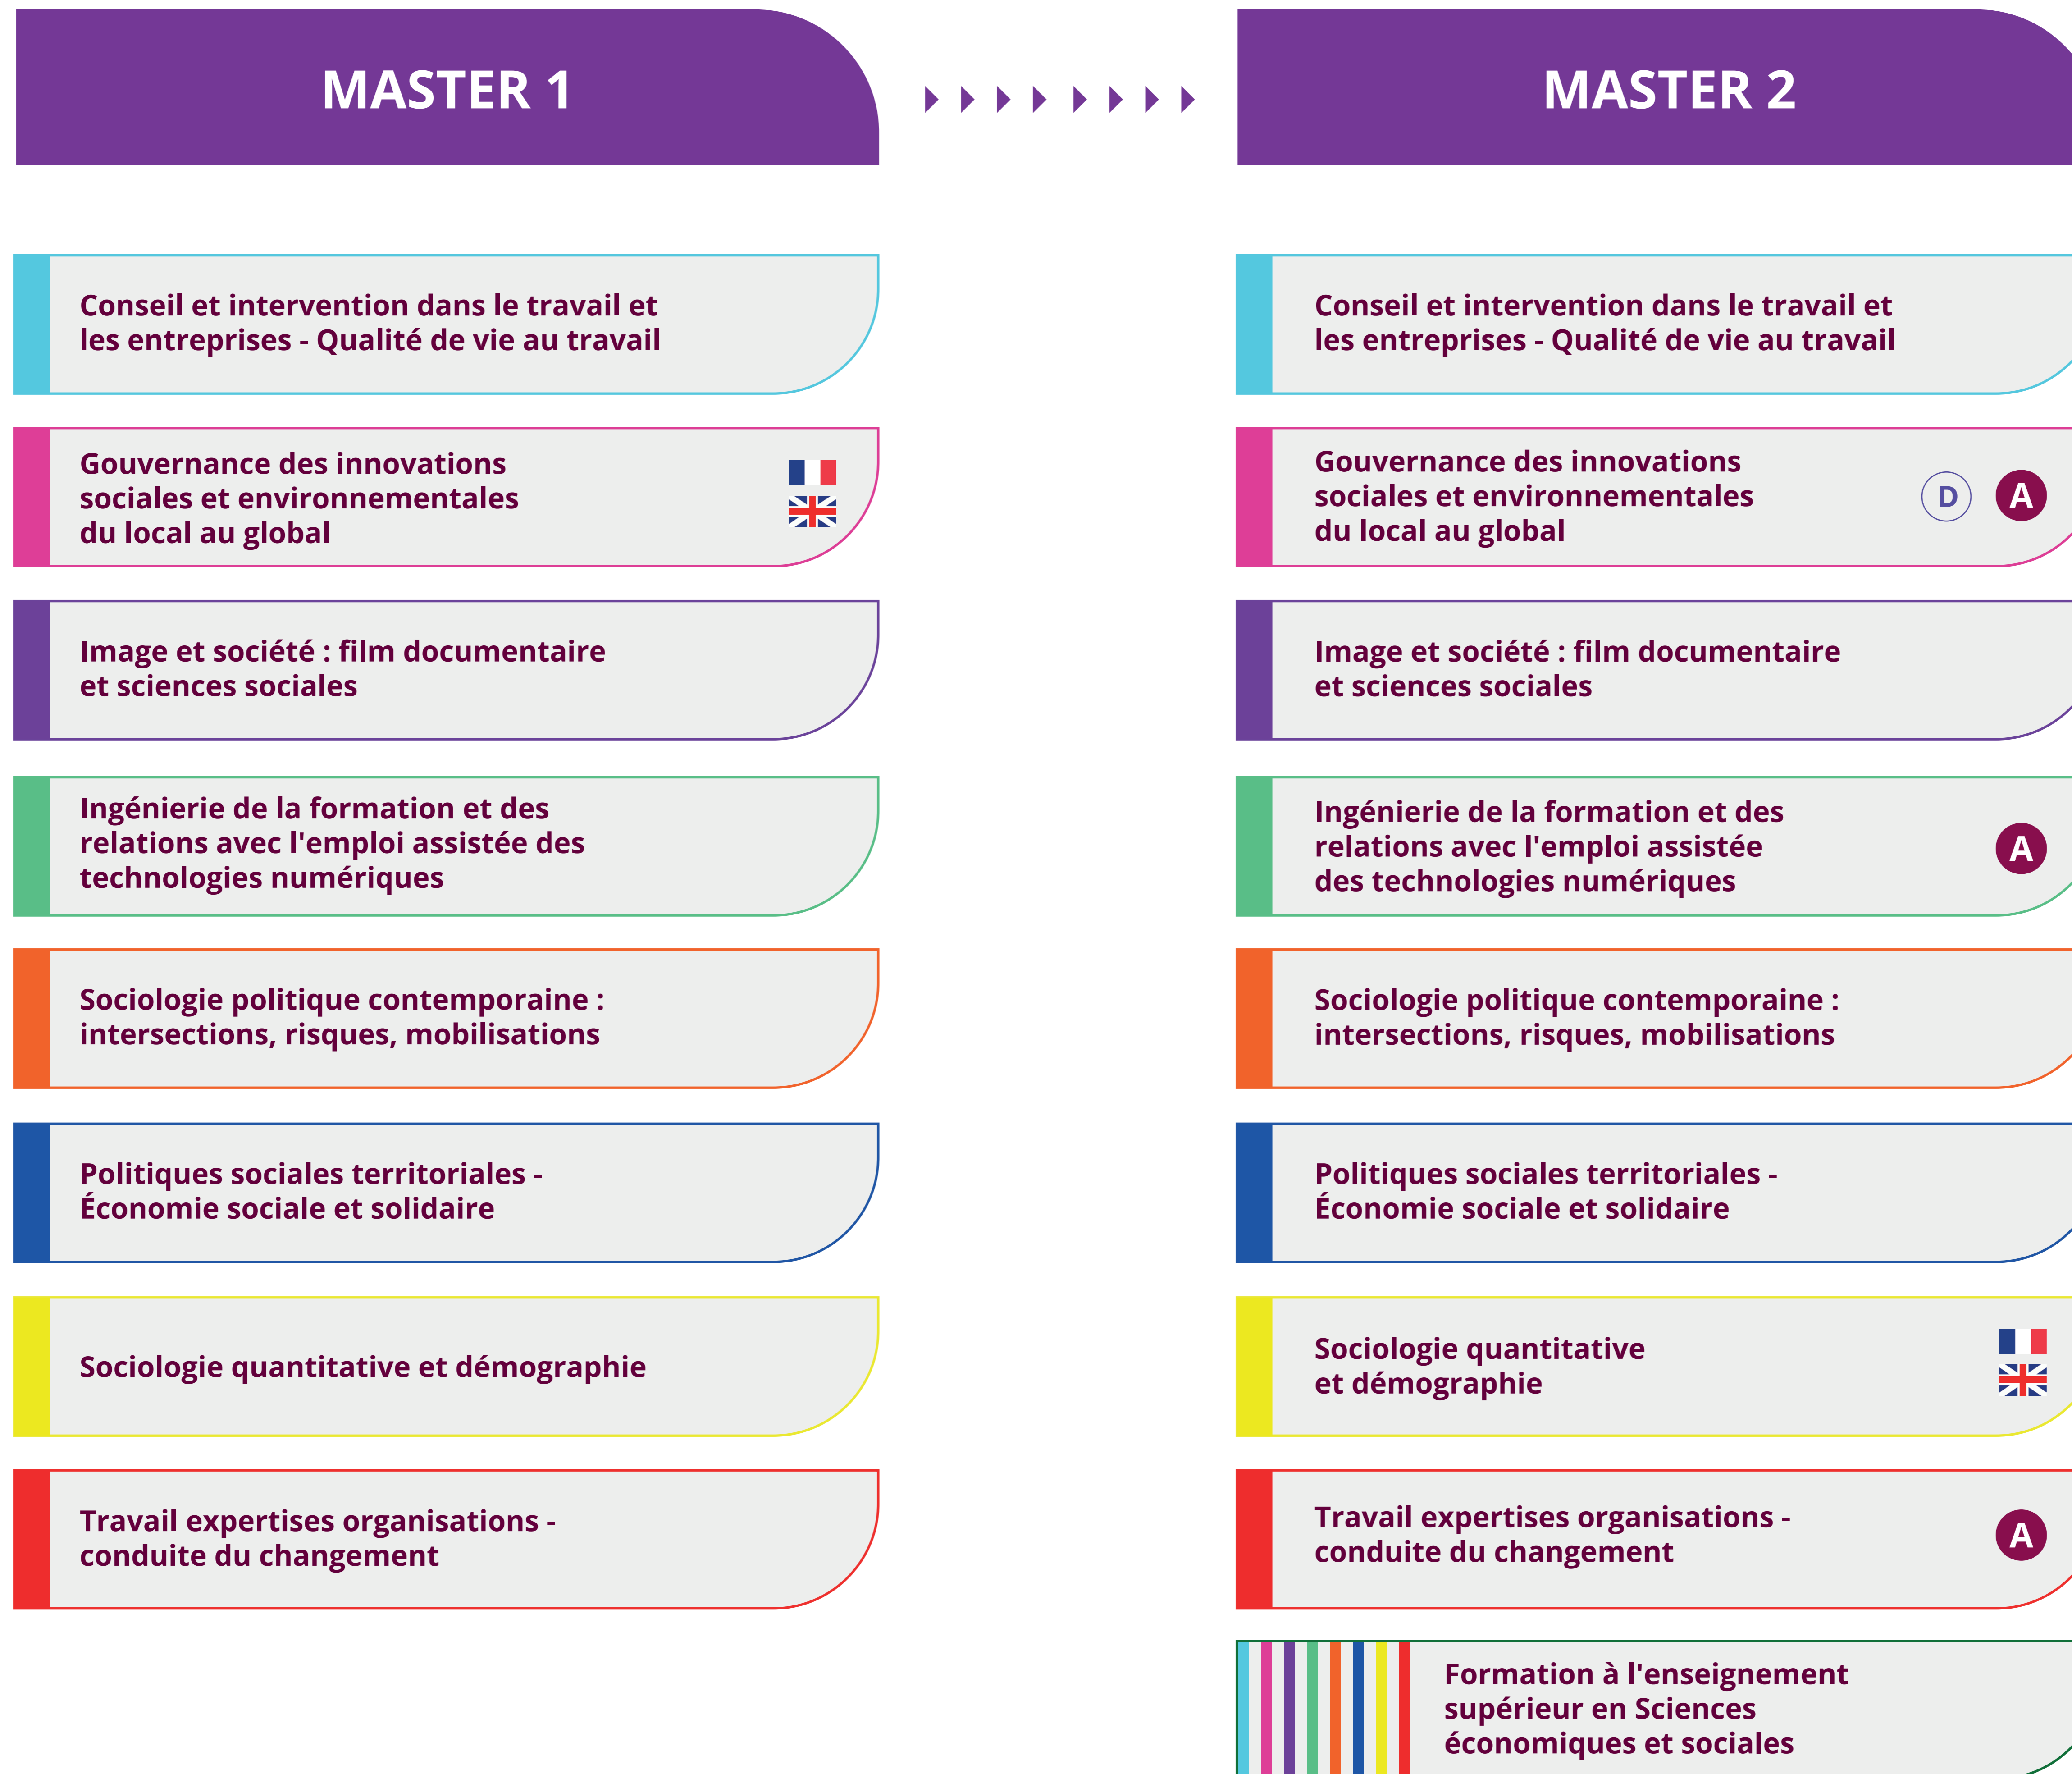 MASTER 1
MASTER 2
Conseil et intervention dans le travail et
les entreprises - Qualité de vie au travail
Conseil et intervention dans le travail et
les entreprises - Qualité de vie au travail
Gouvernance des innovations
sociales et environnementales
du local au global
Gouvernance des innovations
sociales et environnementales
du local au global
D A
Image et société : film documentaire
et sciences sociales
Image et société : film documentaire
et sciences sociales
Ingénierie de la formation et des
relations avec l'emploi assistée des
technologies numériques
Ingénierie de la formation et des
relations avec l'emploi assistée
des technologies numériques
A
Sociologie politique contemporaine :
intersections, risques, mobilisations
Sociologie politique contemporaine :
intersections, risques, mobilisations
Politiques sociales territoriales -
Économie sociale et solidaire
Politiques sociales territoriales -
Économie sociale et solidaire
Sociologie quantitative et démographie
Sociologie quantitative
et démographie
Travail expertises organisations -
conduite du changement
Travail expertises organisations -
conduite du changement
A
Formation à l'enseignement
supérieur en Sciences
économiques et sociales